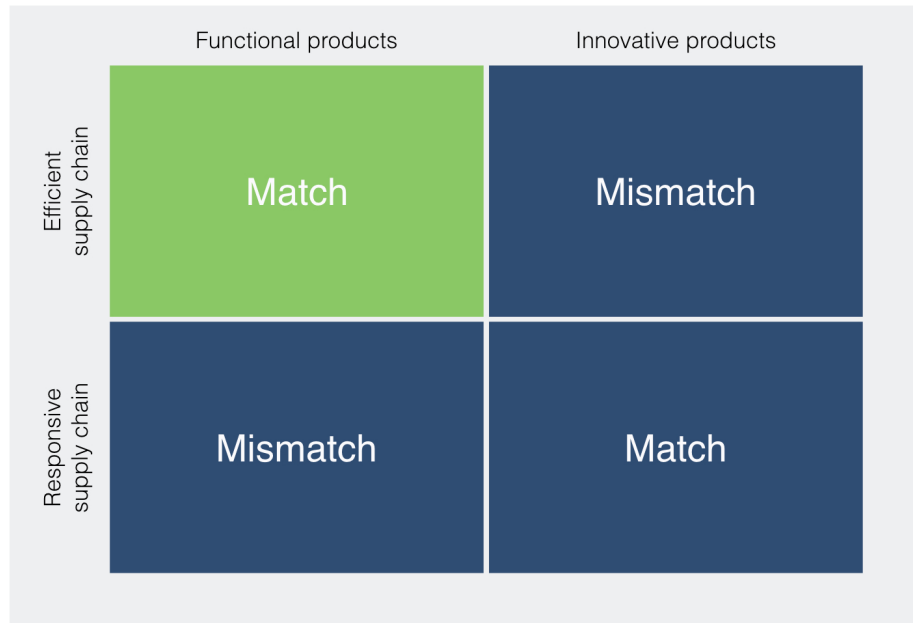 Functional products
Innovative products
Efficient
supply chain
Match
Mismatch
Responsive
supply chain
Mismatch
Match